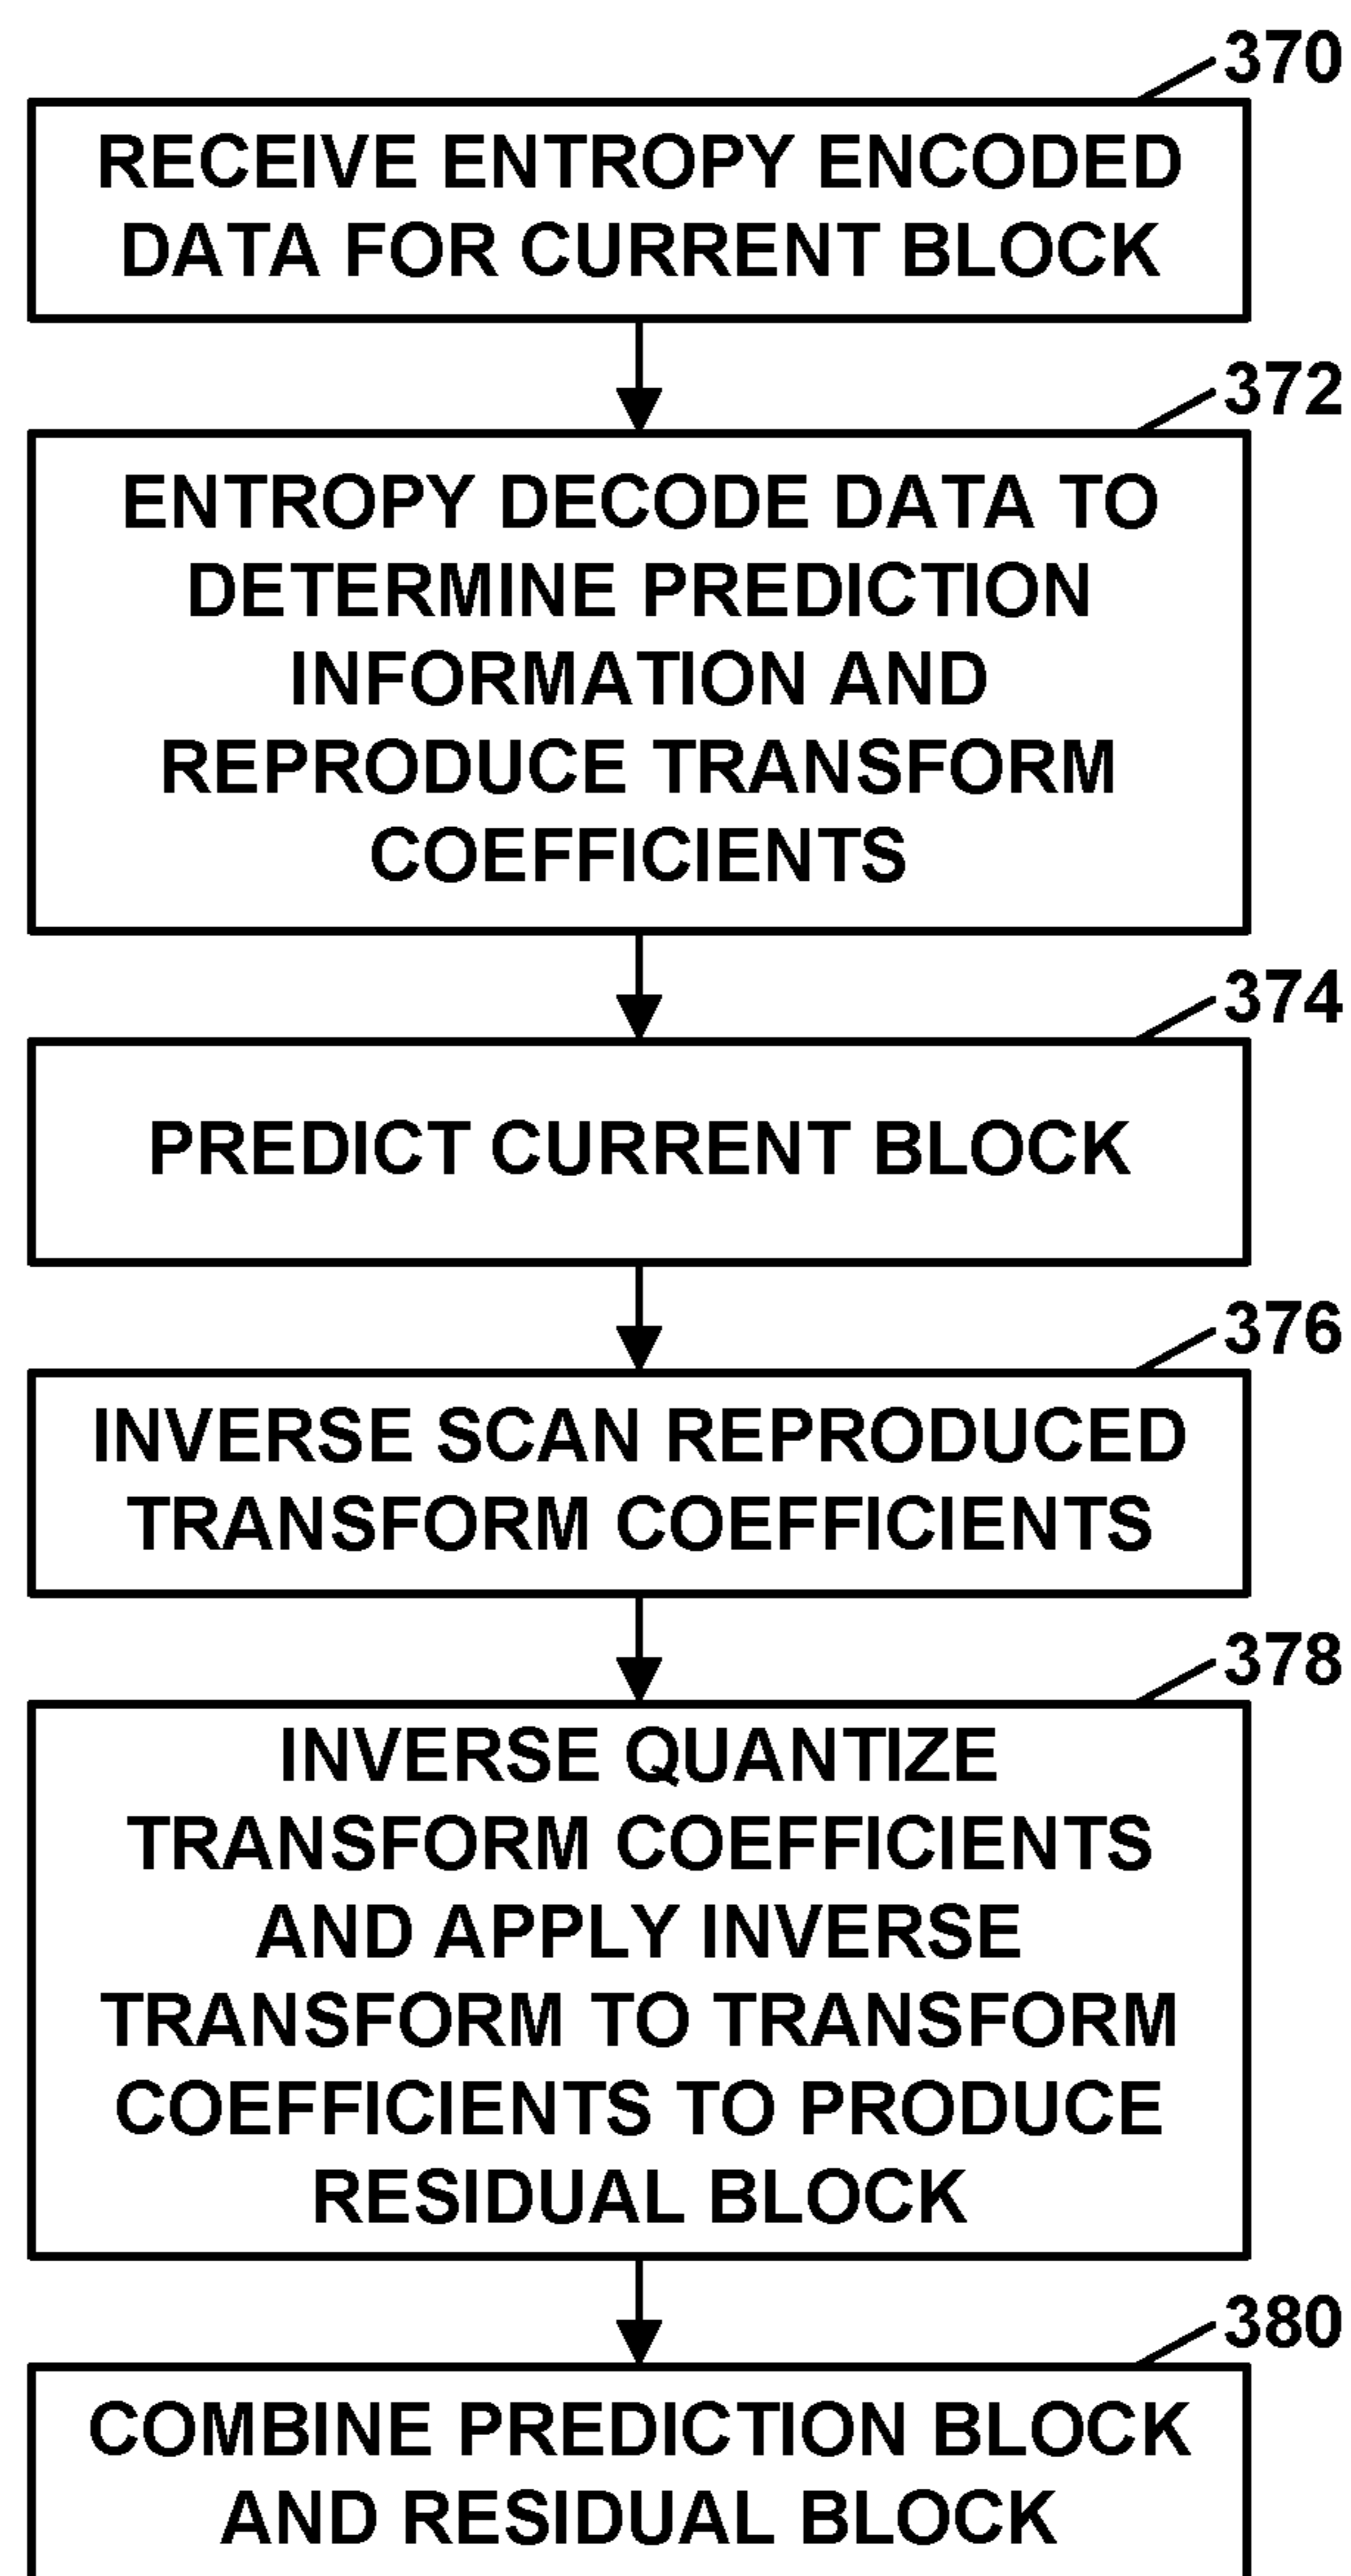 370
RECEIVE ENTROPY ENCODED
DATA FOR CURRENT BLOCK
372
ENTROPY DECODE DATA TO
DETERMINE PREDICTION
INFORMATION AND
REPRODUCE TRANSFORM
COEFFICIENTS
374
PREDICT CURRENT BLOCK
376
INVERSE SCAN REPRODUCED
TRANSFORM COEFFICIENTS
378
INVERSE QUANTIZE
TRANSFORM COEFFICIENTS
AND APPLY INVERSE
TRANSFORM TO TRANSFORM
COEFFICIENTS TO PRODUCE
RESIDUAL BLOCK
380
COMBINE PREDICTION BLOCK
AND RESIDUAL BLOCK